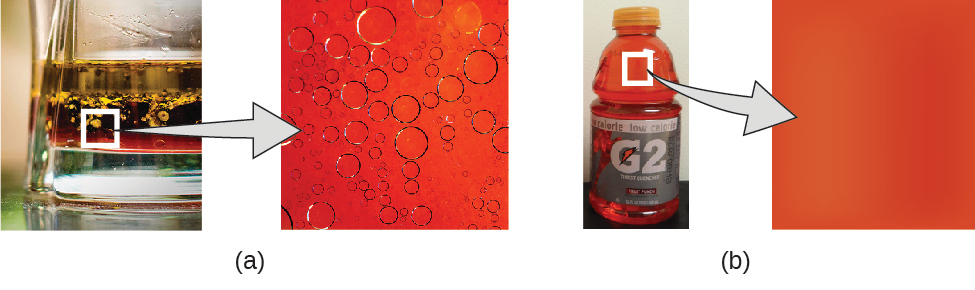 low calorie low calorie
G2
THIRST QUENCHER
FRUIT PUNCH
(a)
(b)